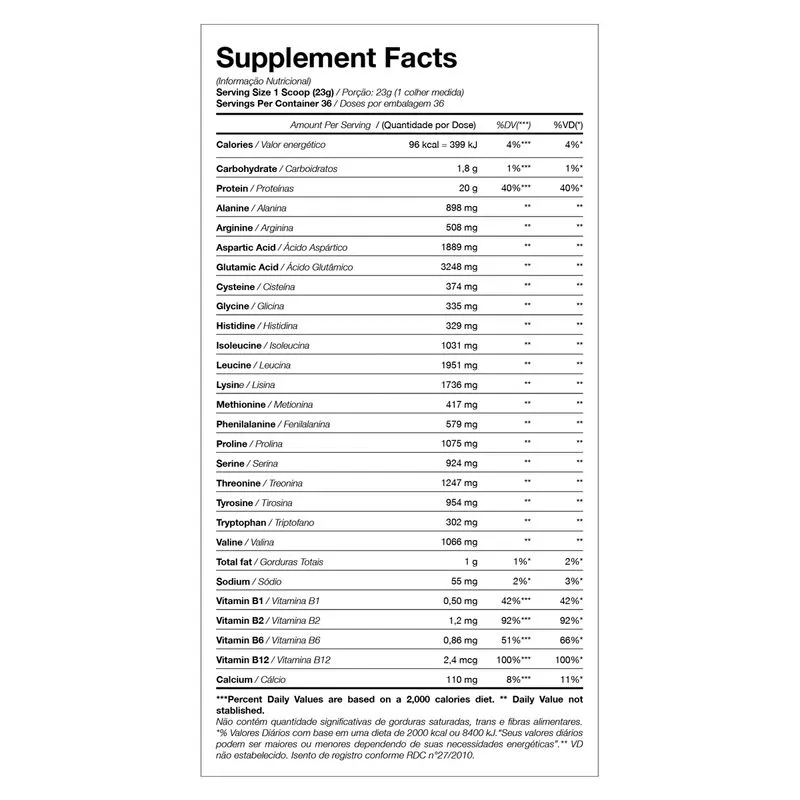 Supplement Facts
(Informação Nutricional)
Serving Size 1 Scoop (23g) / Porção: 23g (1 colher medida)
Servings Per Container 36 / Doses por embalagem 36
Amount Per Serving / (Quantidade por Dose) %DV(***) %VD(*)
Calories / Valor energético 96 kcal = 399 kJ 4%*** 4%*
Carbohydrate / Carboidratos 1,8 g 1%*** 1%*
Protein / Proteínas 20 g 40%*** 40%*
Alanine / Alanina 898 mg ** **
Arginine / Arginina 508 mg ** **
Aspartic Acid / Ácido Aspártico 1889 mg ** **
Glutamic Acid / Ácido Glutâmico 3248 mg ** **
Cysteine / Cisteína 374 mg ** **
Glycine / Glicina 335 mg ** **
Histidine / Histidina 329 mg ** **
Isoleucine / Isoleucina 1031 mg ** **
Leucine / Leucina 1951 mg ** **
Lysine / Lisina 1736 mg ** **
Methionine / Metionina 417 mg ** **
Phenilalanine / Fenilalanína 579 mg ** **
Proline / Prolina 1075 mg ** **
Serine / Serina 924 mg ** **
Threonine / Treonina 1247 mg ** **
Tyrosine / Tirosina 954 mg ** **
Tryptophan / Triptofano 302 mg ** **
Valine / Valina 1066 mg ** **
Total fat / Gorduras Totais 1 g 1%* 2%*
Sodium / Sódio 55 mg 2%* 3%*
Vitamin B1 / Vitamina B1 0,50 mg 42%*** 42%*
Vitamin B2 / Vitamina B2 1,2 mg 92%*** 92%*
Vitamin B6 / Vitamina B6 0,86 mg 51%*** 66%*
Vitamin B12 / Vitamina B12 2,4 mcg 100%*** 100%*
Calcium / Cálcio 110 mg 8%*** 11%*
***Percent Daily Values are based on a 2,000 calories diet. ** Daily Value not
stablished.
Não contém quantidade significativas de gorduras saturadas, trans e fibras alimentares.
*% Valores Diários com base em uma dieta de 2000 kcal ou 8400 kJ."Seus valores diários
podem ser maiores ou menores dependendo de suas necessidades energéticas".** VD
não estabelecido. Isento de registro conforme RDC n°27/2010.